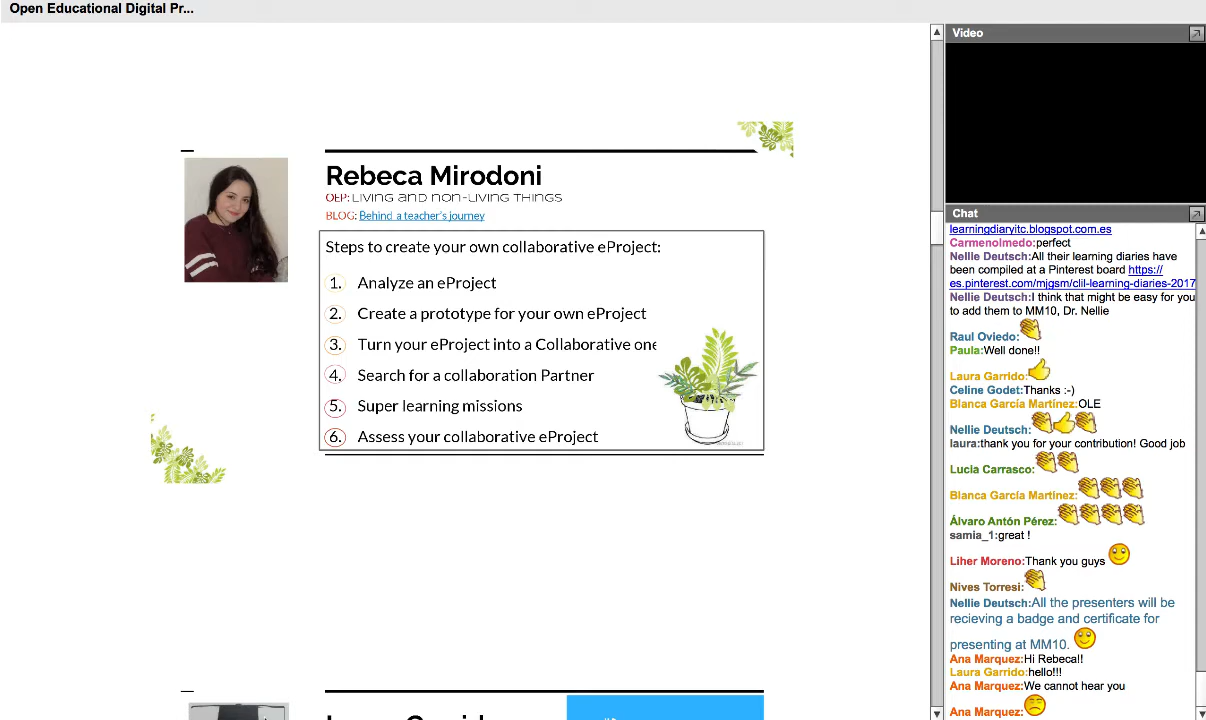 Open Educational Digital Pr...
Rebeca Mirodoni
OEP: LIVING AND NON-LIVING THINGS
BLOG: Behind a teacher's journey
Steps to create your own collaborative eProject:
1. Analyze an eProject
2. Create a prototype for your own eProject
3. Turn your eProject into a Collaborative one
4. Search for a collaboration Partner
5. Super learning missions
6. Assess your collaborative eProject
Video
Chat
learningdiaryitc.blogspot.com.es
Carmenolmedo:perfect
Nellie Deutsch:All their learning diaries have
been compiled at a Pinterest board https://
es.pinterest.com/mjgsm/clil-learning-diaries-2017
Nellie Deutsch:I think that might be easy for you
to add them to MM10, Dr. Nellie
Raul Oviedo:
Paula:Well done!!
Laura Garrido:
Celine Godet:Thanks :-)
Blanca García Martínez:OLE
Nellie Deutsch:
laura:thank you for your contribution! Good job
Lucia Carrasco:
Blanca García Martínez:
Álvaro Antón Pérez:
samia_1:great !
Liher Moreno:Thank you guys
Nives Torresi:
Nellie Deutsch:All the presenters will be
recieving a badge and certificate for
presenting at MM10.
Ana Marquez:Hi Rebeca!!
Laura Garrido:hello!!!
Ana Marquez:We cannot hear you
Ana Marquez: